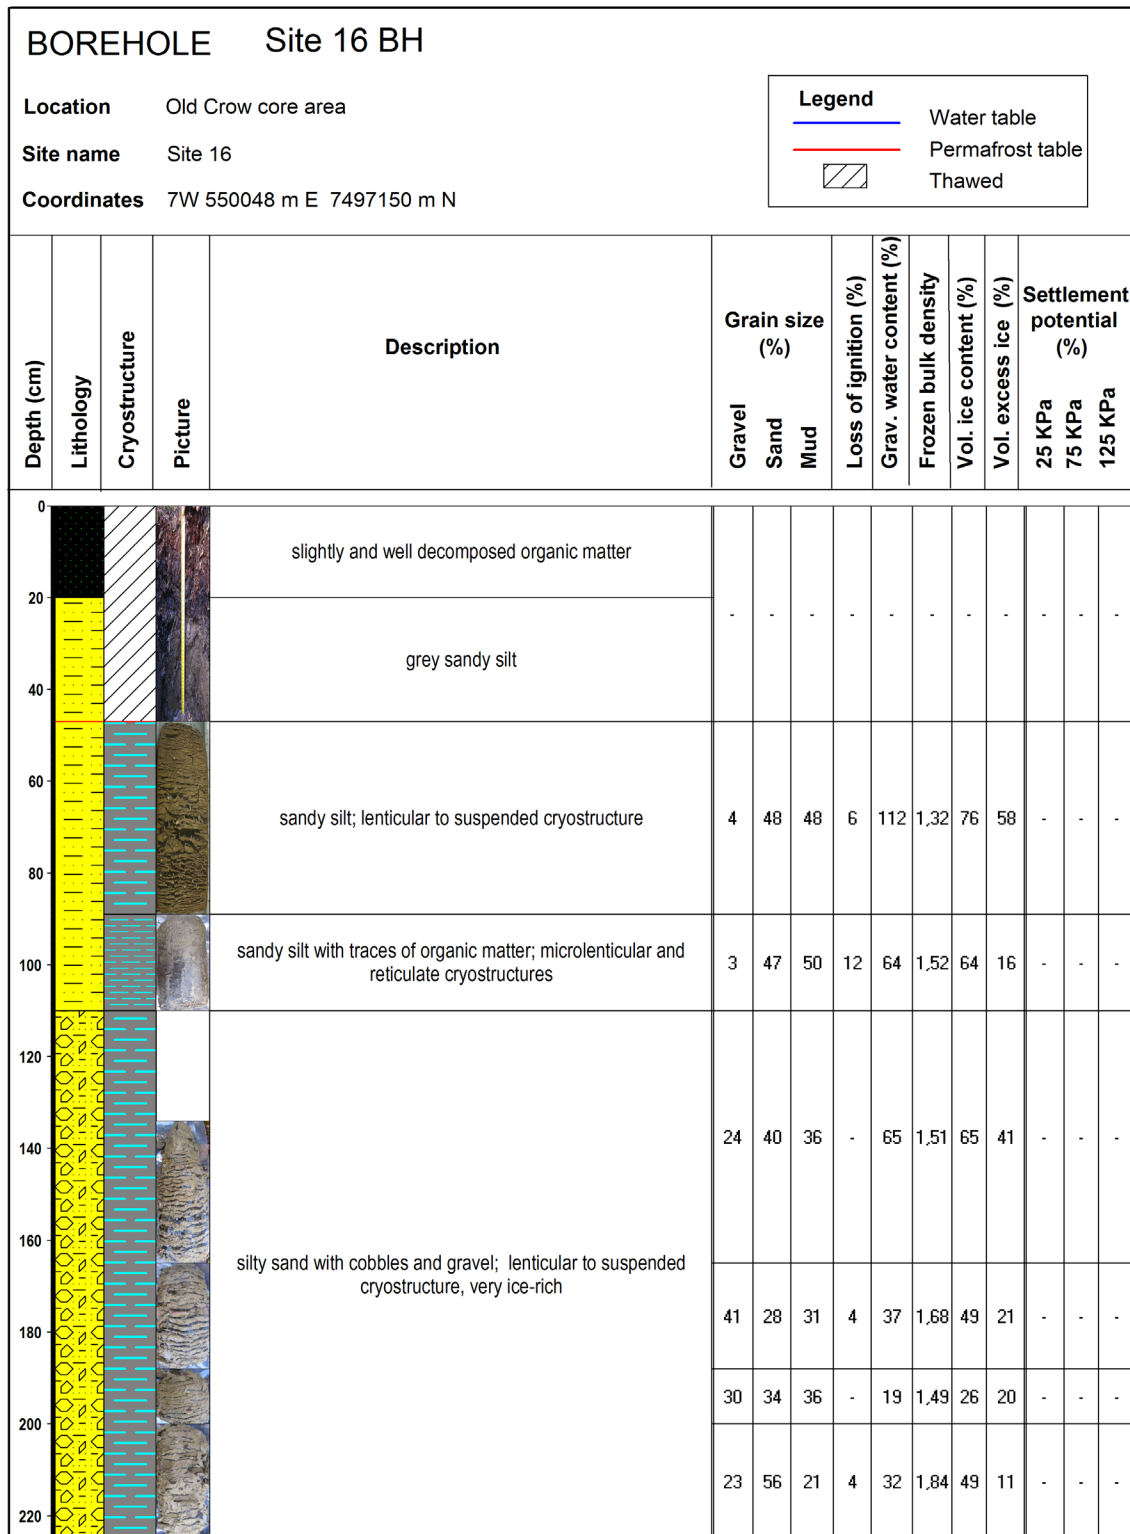 BOREHOLE Site 16 BH
Location Old Crow core area
Site name Site 16
Coordinates 7W 550048 m E 7497150 m N
Legend
Water table
Permafrost table
Thawed
Depth (cm)
Lithology
Cryostructure
Picture
Description
Grain size
(%)
Gravel
Sand
Mud
Loss of ignition (%)
Grav. water content (%)
Frozen bulk density
Vol. ice content (%)
Vol. excess ice (%)
Settlement
potential
(%)
25 KPa
75 KPa
125 KPa
0
slightly and well decomposed organic matter
20
- - - - - - - - - - -
grey sandy silt
40
60
sandy silt; lenticular to suspended cryostructure 4 48 48 6 112 1,32 76 58 - - -
80
sandy silt with traces of organic matter; microlenticular and
reticulate cryostructures
100 3 47 50 12 64 1,52 64 16 - - -
120
140 24 40 36 - 65 1,51 65 41 - - -
160
silty sand with cobbles and gravel; lenticular to suspended
cryostructure, very ice-rich
180 41 28 31 4 37 1,68 49 21 - - -
30 34 36 - 19 1,49 26 20 - - -
200
23 56 21 4 32 1,84 49 11 - - -
220